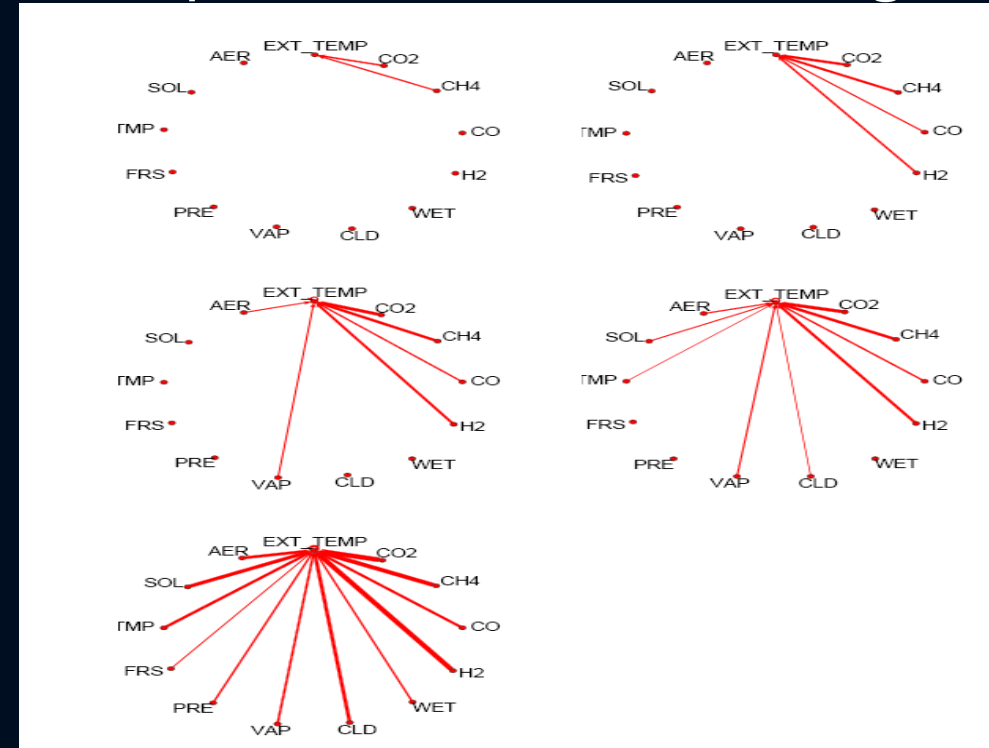 EXT_TEMP
AER
CO2
SOL
CH4
TMP
CO
FRS
H2
PRE
WET
VAP
CLD
EXT_TEMP
AER
CO2
SOL
CH4
TMP
CO
FRS
H2
PRE
WET
VAP
CLD
EXT_TEMP
AER
CO2
SOL
CH4
TMP
CO
FRS
H2
PRE
WET
VAP
CLD
EXT_TEMP
AER
CO2
SOL
CH4
TMP
CO
FRS
H2
PRE
WET
VAP
CLD
EXT_TEMP
AER
CO2
SOL
CH4
TMP
CO
FRS
H2
PRE
WET
VAP
CLD